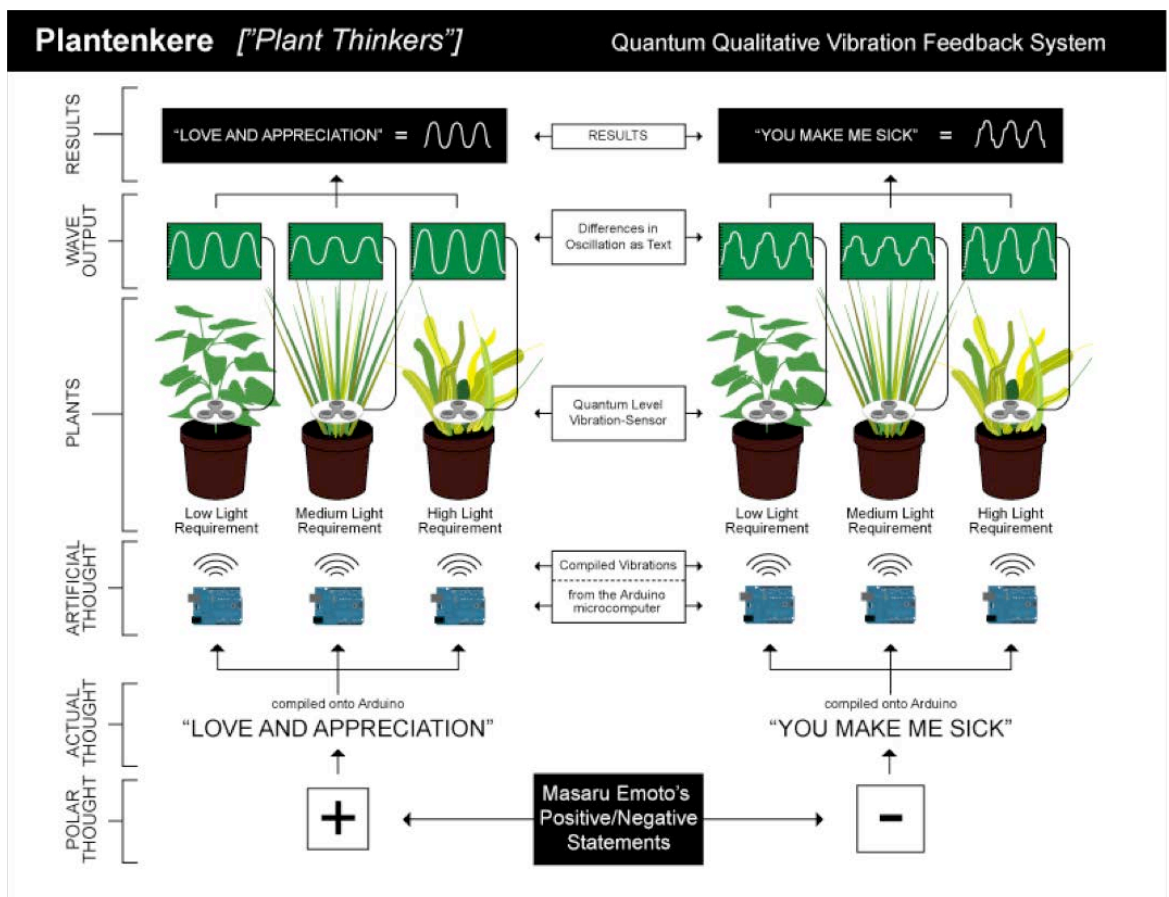 Plantenkere ["Plant Thinkers"]
Quantum Qualitative Vibration Feedback System
RESULTS
"LOVE AND APPRECIATION" =
RESULTS
"YOU MAKE ME SICK" =
WAVE
OUTPUT
Differences in
Oscillation as Text
PLANTS
Quantum Level
Vibration-Sensor
Low Light
Requirement
Medium Light
Requirement
High Light
Requirement
Low Light
Requirement
Medium Light
Requirement
High Light
Requirement
ARTIFICIAL
THOUGHT
Compiled Vibrations
from the Arduino
microcomputer
ACTUAL
THOUGHT
compiled onto Arduino
"LOVE AND APPRECIATION"
compiled onto Arduino
"YOU MAKE ME SICK"
POLAR
THOUGHT
+
Masaru Emoto's
Positive/Negative
Statements
-